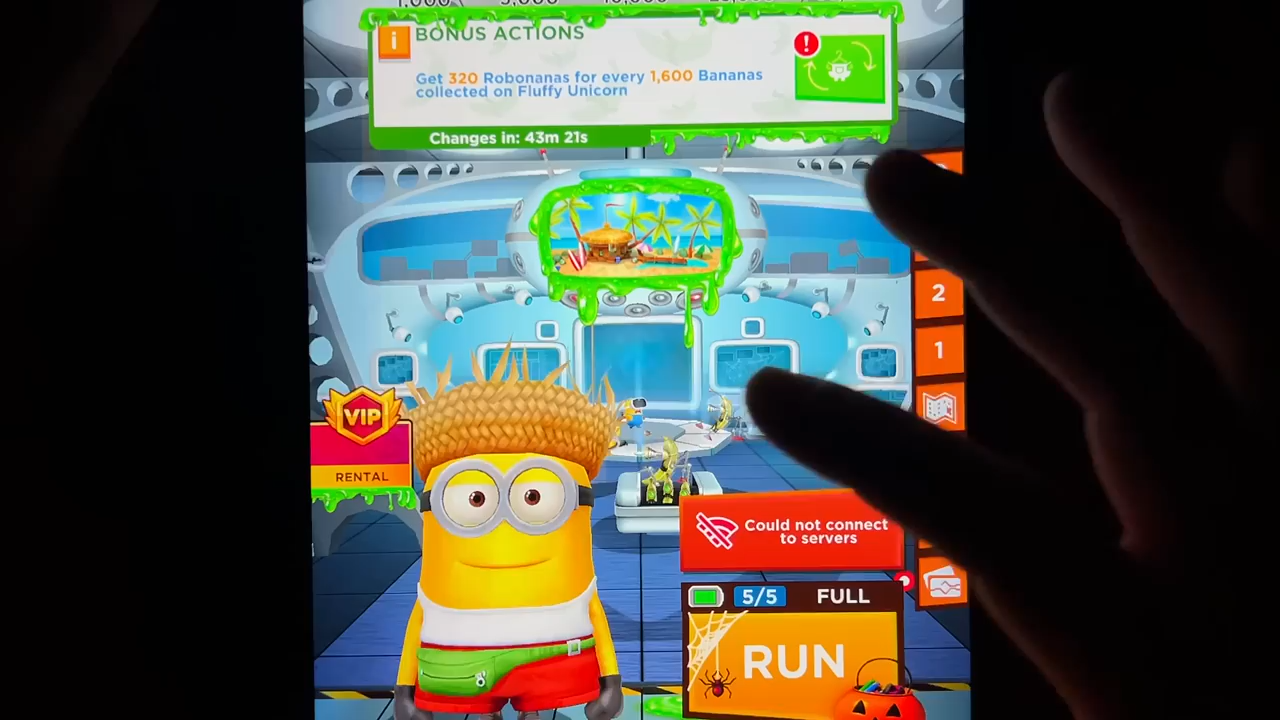 BONUS ACTIONS
Get 320 Robonanas for every 1,600 Bananas
collected on Fluffy Unicorn
Changes in: 43m 21s
2
1
VIP
RENTAL
Could not connect
to servers
5/5 FULL
RUN